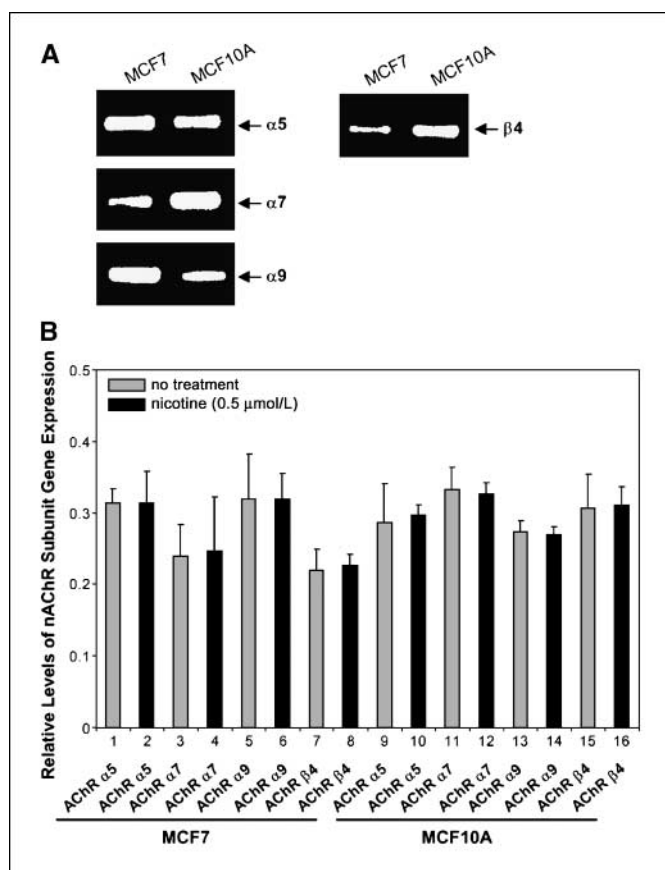 A
MCF7 MCF10A
α5
α7
α9
MCF7 MCF10A
β4
B
Relative Levels of nAChR Subunit Gene Expression
0.5
0.4
0.3
0.2
0
no treatment
nicotine (0.5 μmol/L)
1 2 3 4 5 6 7 8 9 10 11 12 13 14 15 16
AChR α5 AChR α5 AChR α7 AChR α7 AChR α9 AChR α9 AChR β4 AChR β4 AChR α5 AChR α5 AChR α7 AChR α7 AChR α9 AChR α9 AChR β4 AChR β4
MCF7 MCF10A